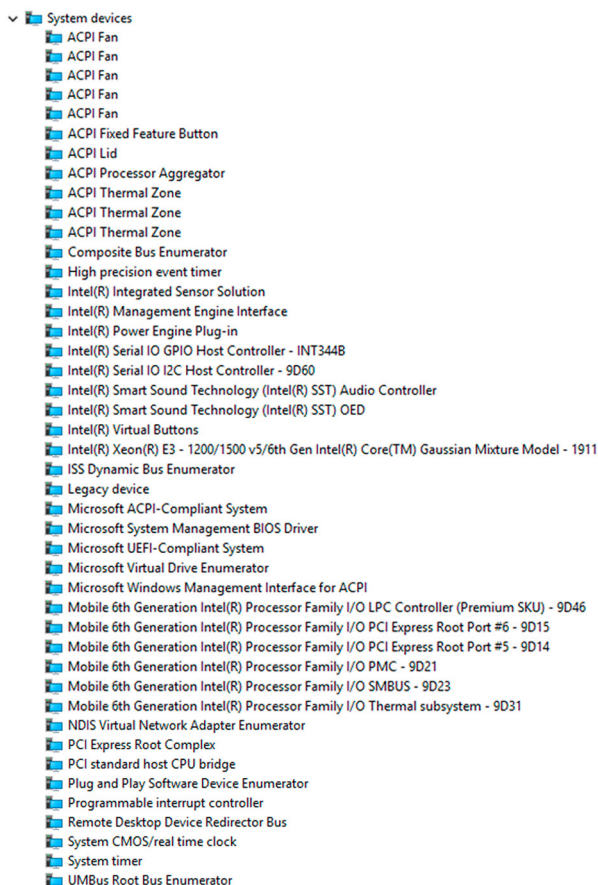 System devices
ACPI Fan
ACPI Fan
ACPI Fan
ACPI Fan
ACPI Fan
ACPI Fixed Feature Button
ACPI Lid
ACPI Processor Aggregator
ACPI Thermal Zone
ACPI Thermal Zone
ACPI Thermal Zone
Composite Bus Enumerator
High precision event timer
Intel(R) Integrated Sensor Solution
Intel(R) Management Engine Interface
Intel(R) Power Engine Plug-in
Intel(R) Serial IO GPIO Host Controller - INT344B
Intel(R) Serial IO I2C Host Controller - 9D60
Intel(R) Smart Sound Technology (Intel(R) SST) Audio Controller
Intel(R) Smart Sound Technology (Intel(R) SST) OED
Intel(R) Virtual Buttons
Intel(R) Xeon(R) E3 - 1200/1500 v5/6th Gen Intel(R) Core(TM) Gaussian Mixture Model - 1911
ISS Dynamic Bus Enumerator
Legacy device
Microsoft ACPI-Compliant System
Microsoft System Management BIOS Driver
Microsoft UEFI-Compliant System
Microsoft Virtual Drive Enumerator
Microsoft Windows Management Interface for ACPI
Mobile 6th Generation Intel(R) Processor Family I/O LPC Controller (Premium SKU) - 9D46
Mobile 6th Generation Intel(R) Processor Family I/O PCI Express Root Port #6 - 9D15
Mobile 6th Generation Intel(R) Processor Family I/O PCI Express Root Port #5 - 9D14
Mobile 6th Generation Intel(R) Processor Family I/O PMC - 9D21
Mobile 6th Generation Intel(R) Processor Family I/O SMBUS - 9D23
Mobile 6th Generation Intel(R) Processor Family I/O Thermal subsystem - 9D31
NDIS Virtual Network Adapter Enumerator
PCI Express Root Complex
PCI standard host CPU bridge
Plug and Play Software Device Enumerator
Programmable interrupt controller
Remote Desktop Device Redirector Bus
System CMOS/real time clock
System timer
UMBus Root Bus Enumerator